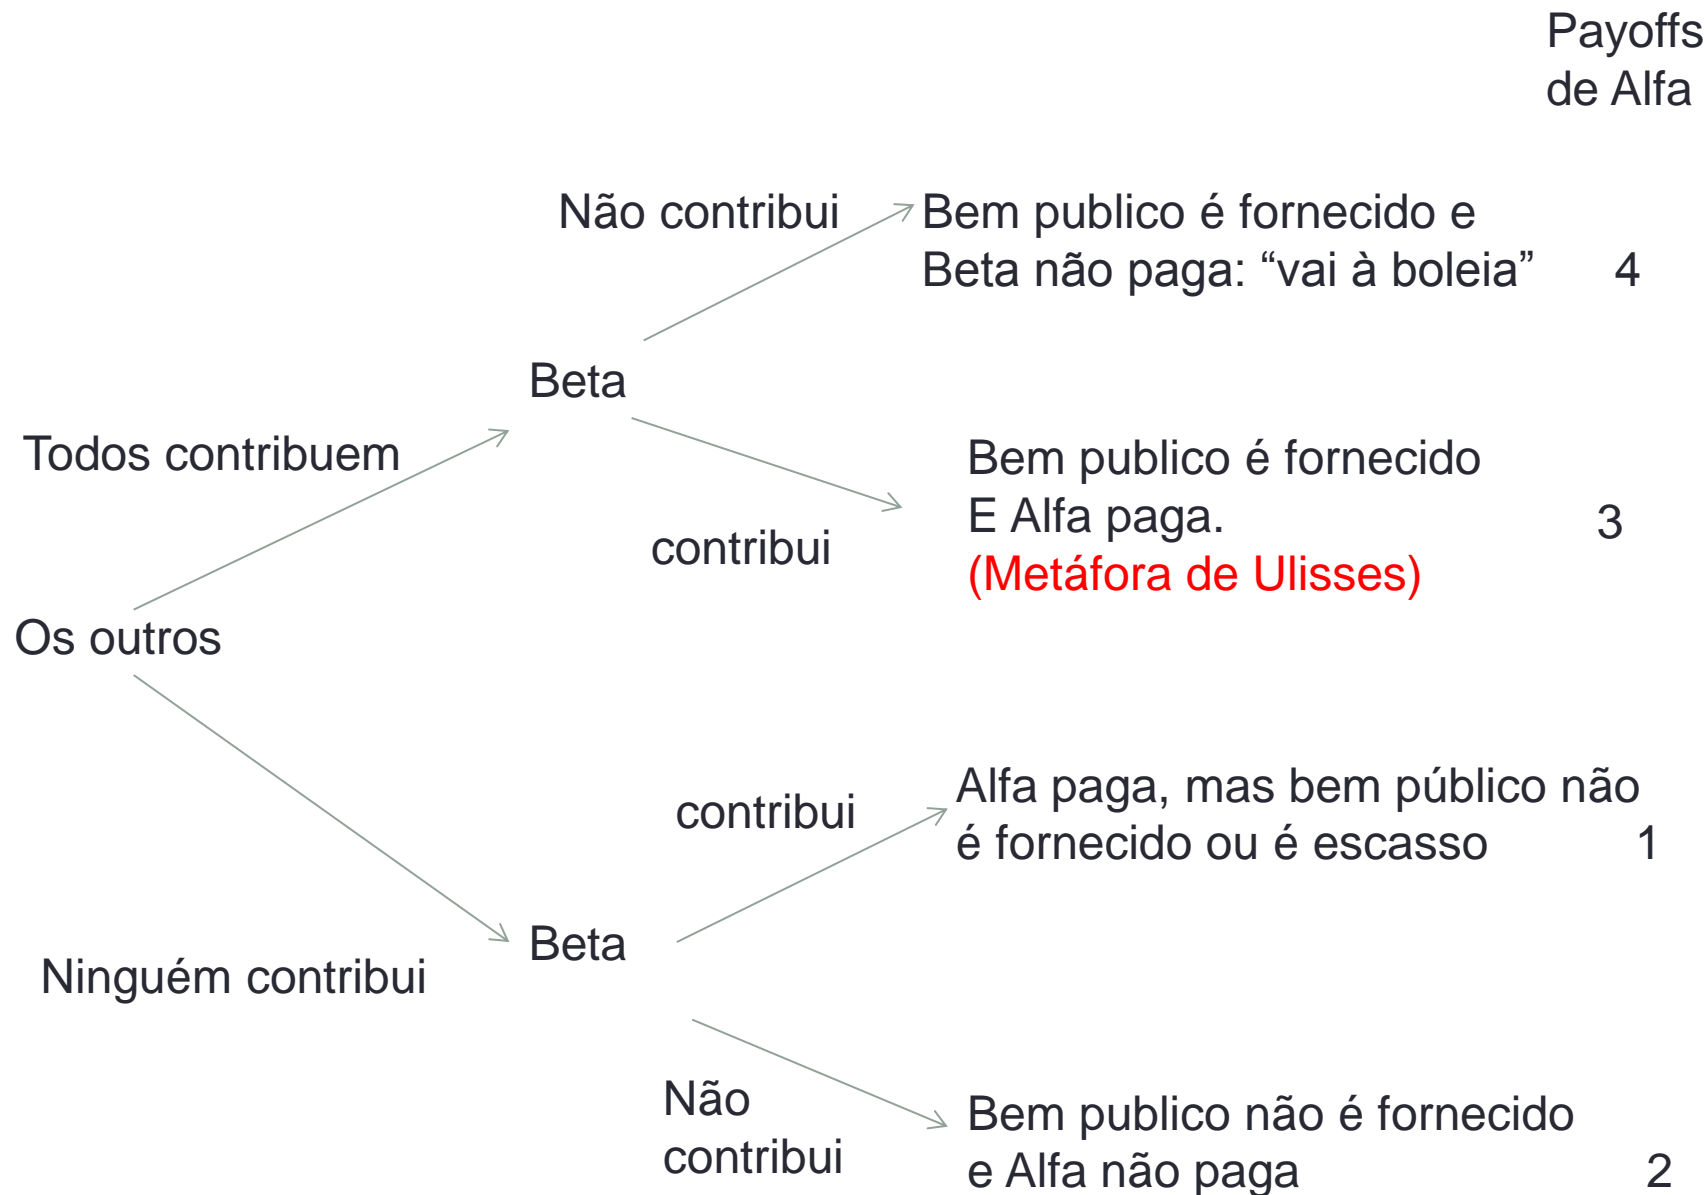 Payoffs
de Alfa
Não contribui
Bem publico é fornecido e
Beta não paga: “vai à boleia” 4
Beta
Todos contribuem
Bem publico é fornecido
E Alfa paga. 3
(Metáfora de Ulisses)
contribui
Os outros
Alfa paga, mas bem público não
é fornecido ou é escasso 1
contribui
Beta
Ninguém contribui
Não
contribui
Bem publico não é fornecido
e Alfa não paga 2